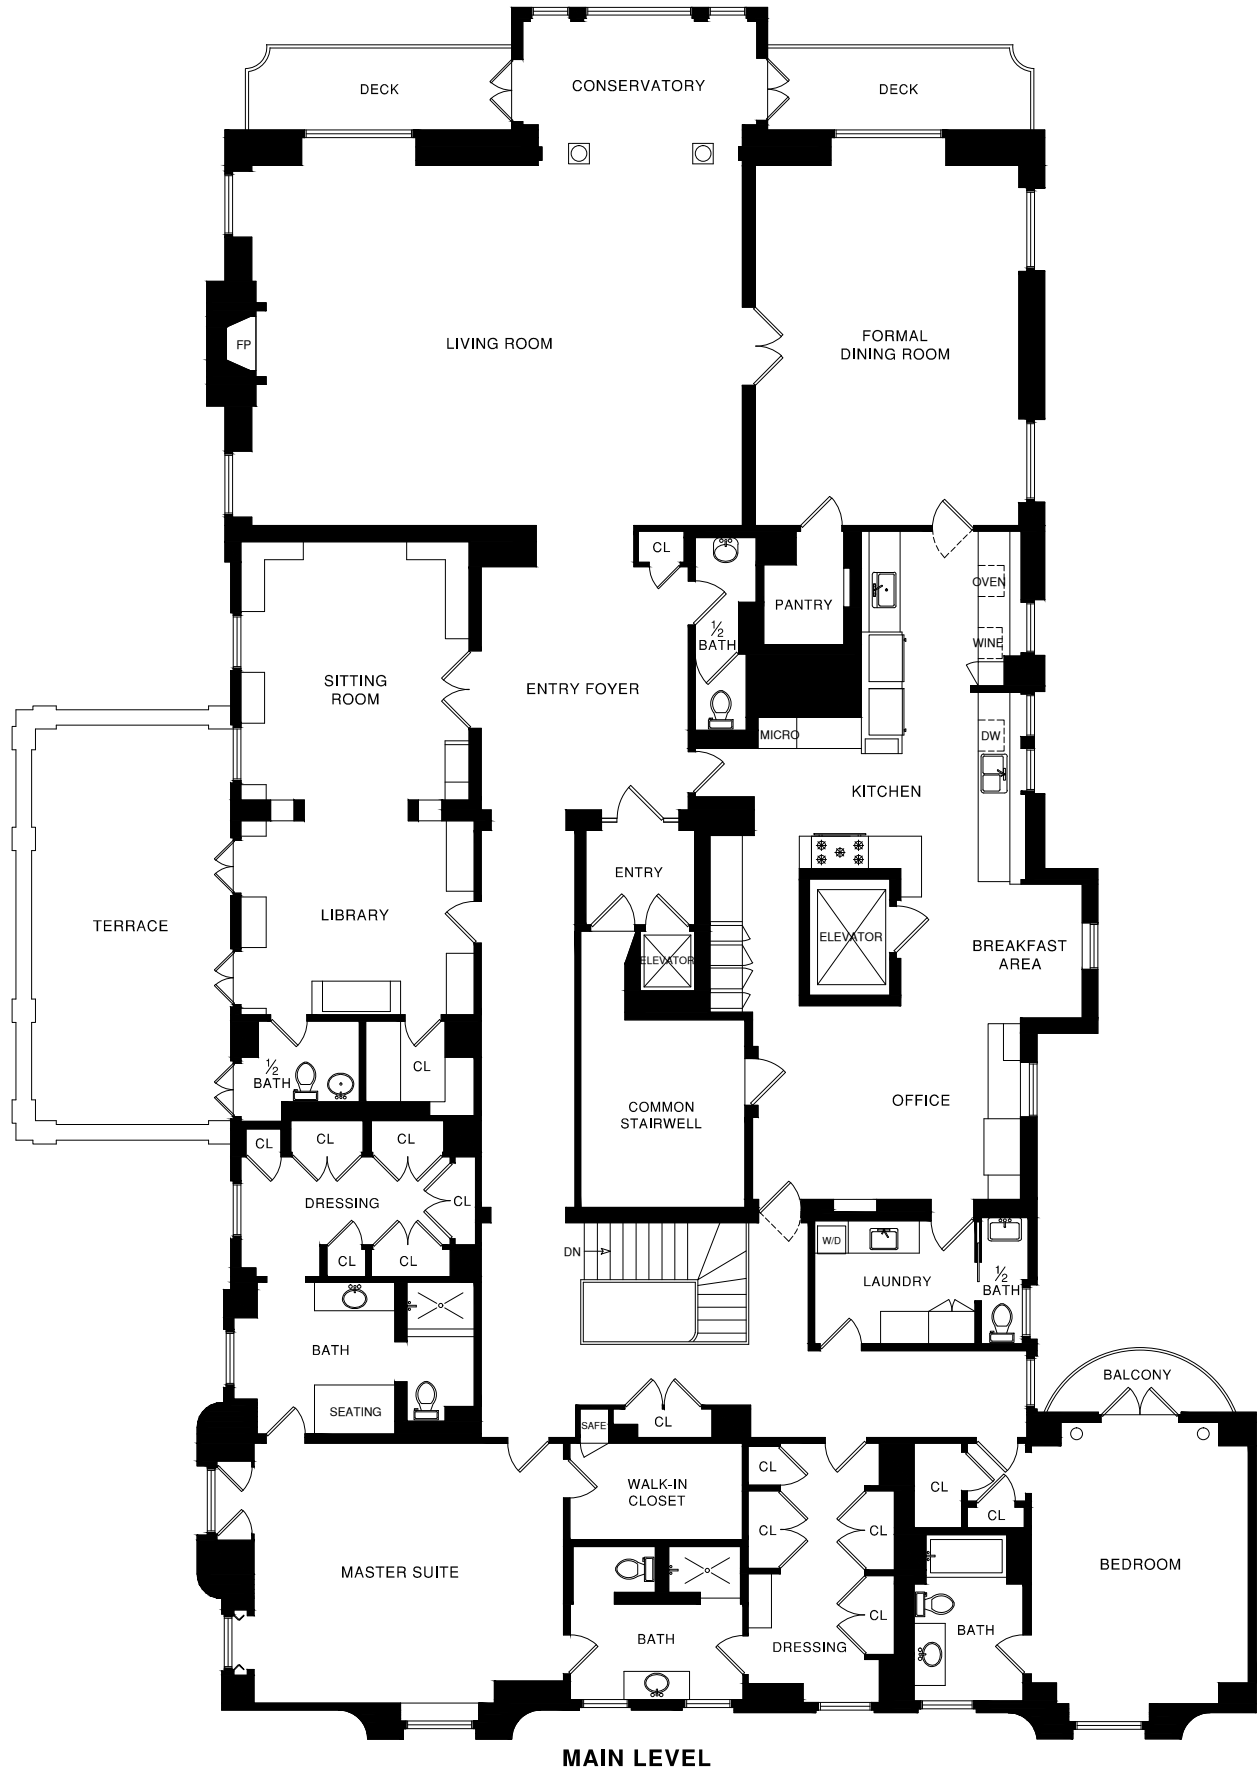 DECK
CONSERVATORY
DECK
FP
LIVING ROOM
FORMAL
DINING ROOM
CL
PANTRY
OVEN
WINE
½
BATH
SITTING
ROOM
ENTRY FOYER
MICRO
DW
KITCHEN
ENTRY
TERRACE
LIBRARY
ELEVATOR
ELEVATOR
BREAKFAST
AREA
CL
½
BATH
COMMON
STAIRWELL
OFFICE
CL
CL
CL
DRESSING
CL
CL
CL
DN
W/D
LAUNDRY
½
BATH
BATH
SEATING
SAFE
CL
BALCONY
WALK-IN
CLOSET
CL
CL
CL
CL
CL
CL
MASTER SUITE
BEDROOM
BATH
DRESSING
BATH
MAIN LEVEL